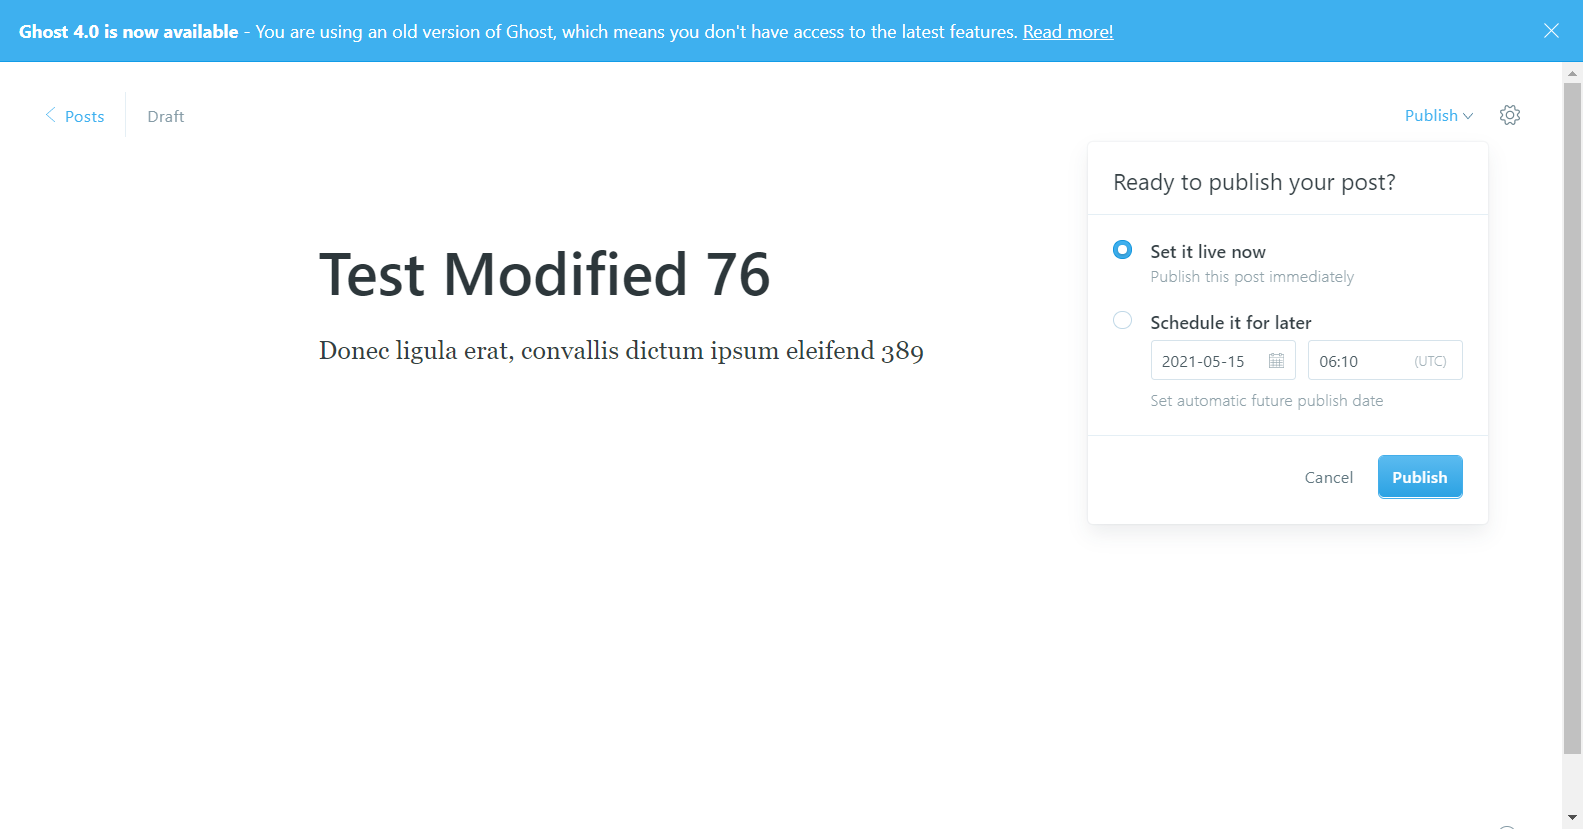 Ghost 4.0 is now available - You are using an old version of Ghost, which means you don't have access to the latest features. Read more!
Posts
Draft
Publish
Ready to publish your post?
Set it live now
Publish this post immediately
Schedule it for later
2021-05-15
06:10 (UTC)
Set automatic future publish date
Cancel
Publish
Test Modified 76
Donec ligula erat, convallis dictum ipsum eleifend 389